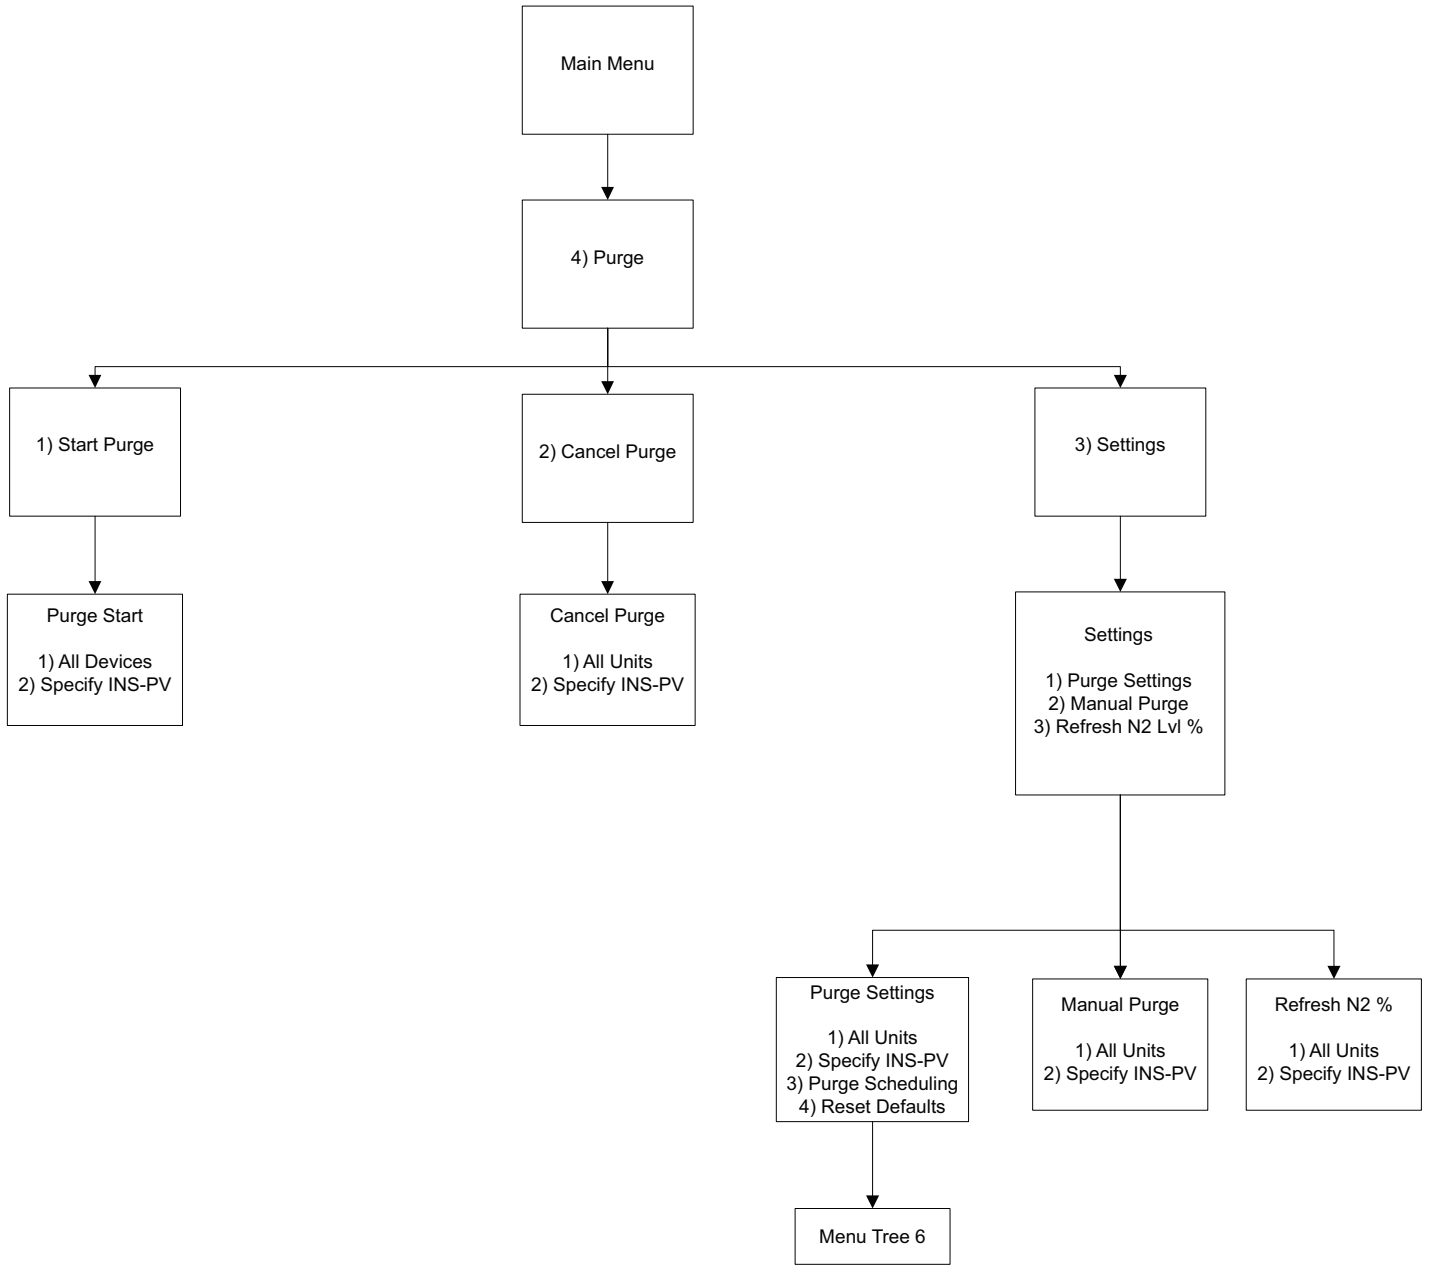 Main Menu
4) Purge
1) Start Purge
2) Cancel Purge
3) Settings
Purge Start
1) All Devices
2) Specify INS-PV
Cancel Purge
1) All Units
2) Specify INS-PV
Settings
1) Purge Settings
2) Manual Purge
3) Refresh N2 Lvl %
Purge Settings
1) All Units
2) Specify INS-PV
3) Purge Scheduling
4) Reset Defaults
Manual Purge
1) All Units
2) Specify INS-PV
Refresh N2 %
1) All Units
2) Specify INS-PV
Menu Tree 6